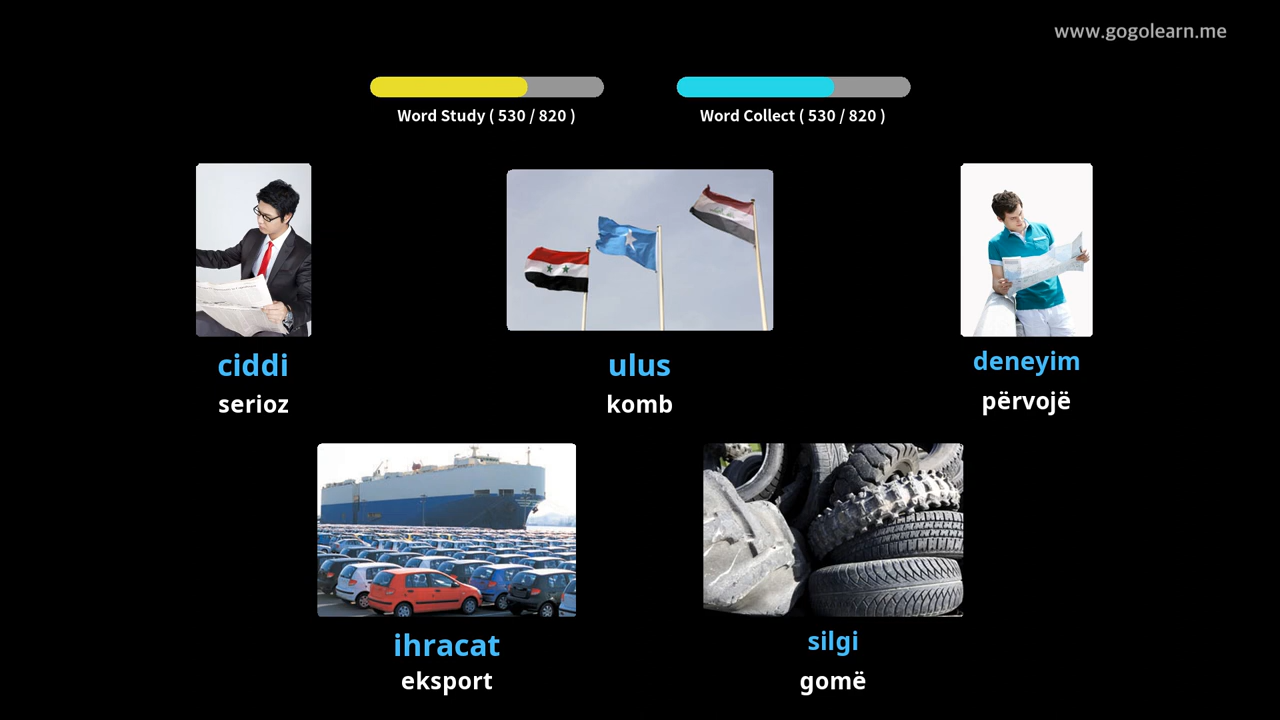 www.gogolearn.me
Word Study ( 530 / 820 )
Word Collect ( 530 / 820 )
ciddi
serioz
ulus
komb
deneyim
përvojë
ihracat
eksport
silgi
gomë